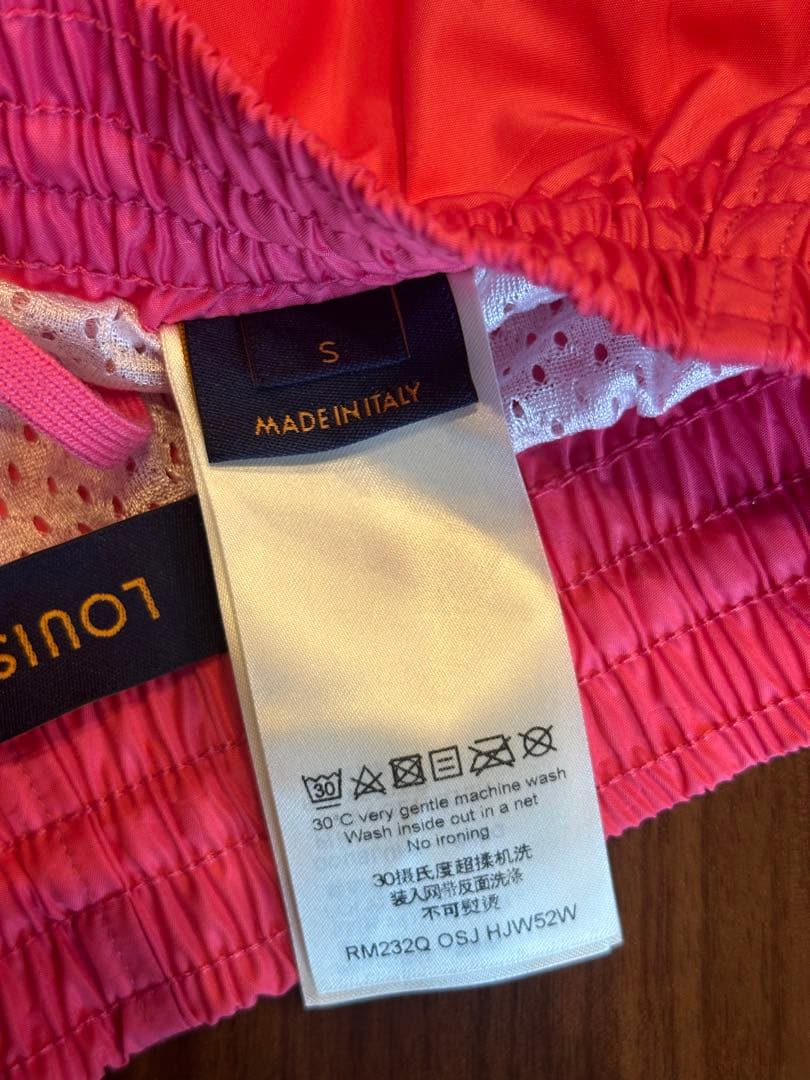 S
MADE IN ITALY
LOUIS
30
30°C very gentle machine wash
Wash inside out in a net
No ironing
30摄氏度超揉机洗
装入网带反面洗涤
不可熨烫
RM232Q OSJ HJW52W